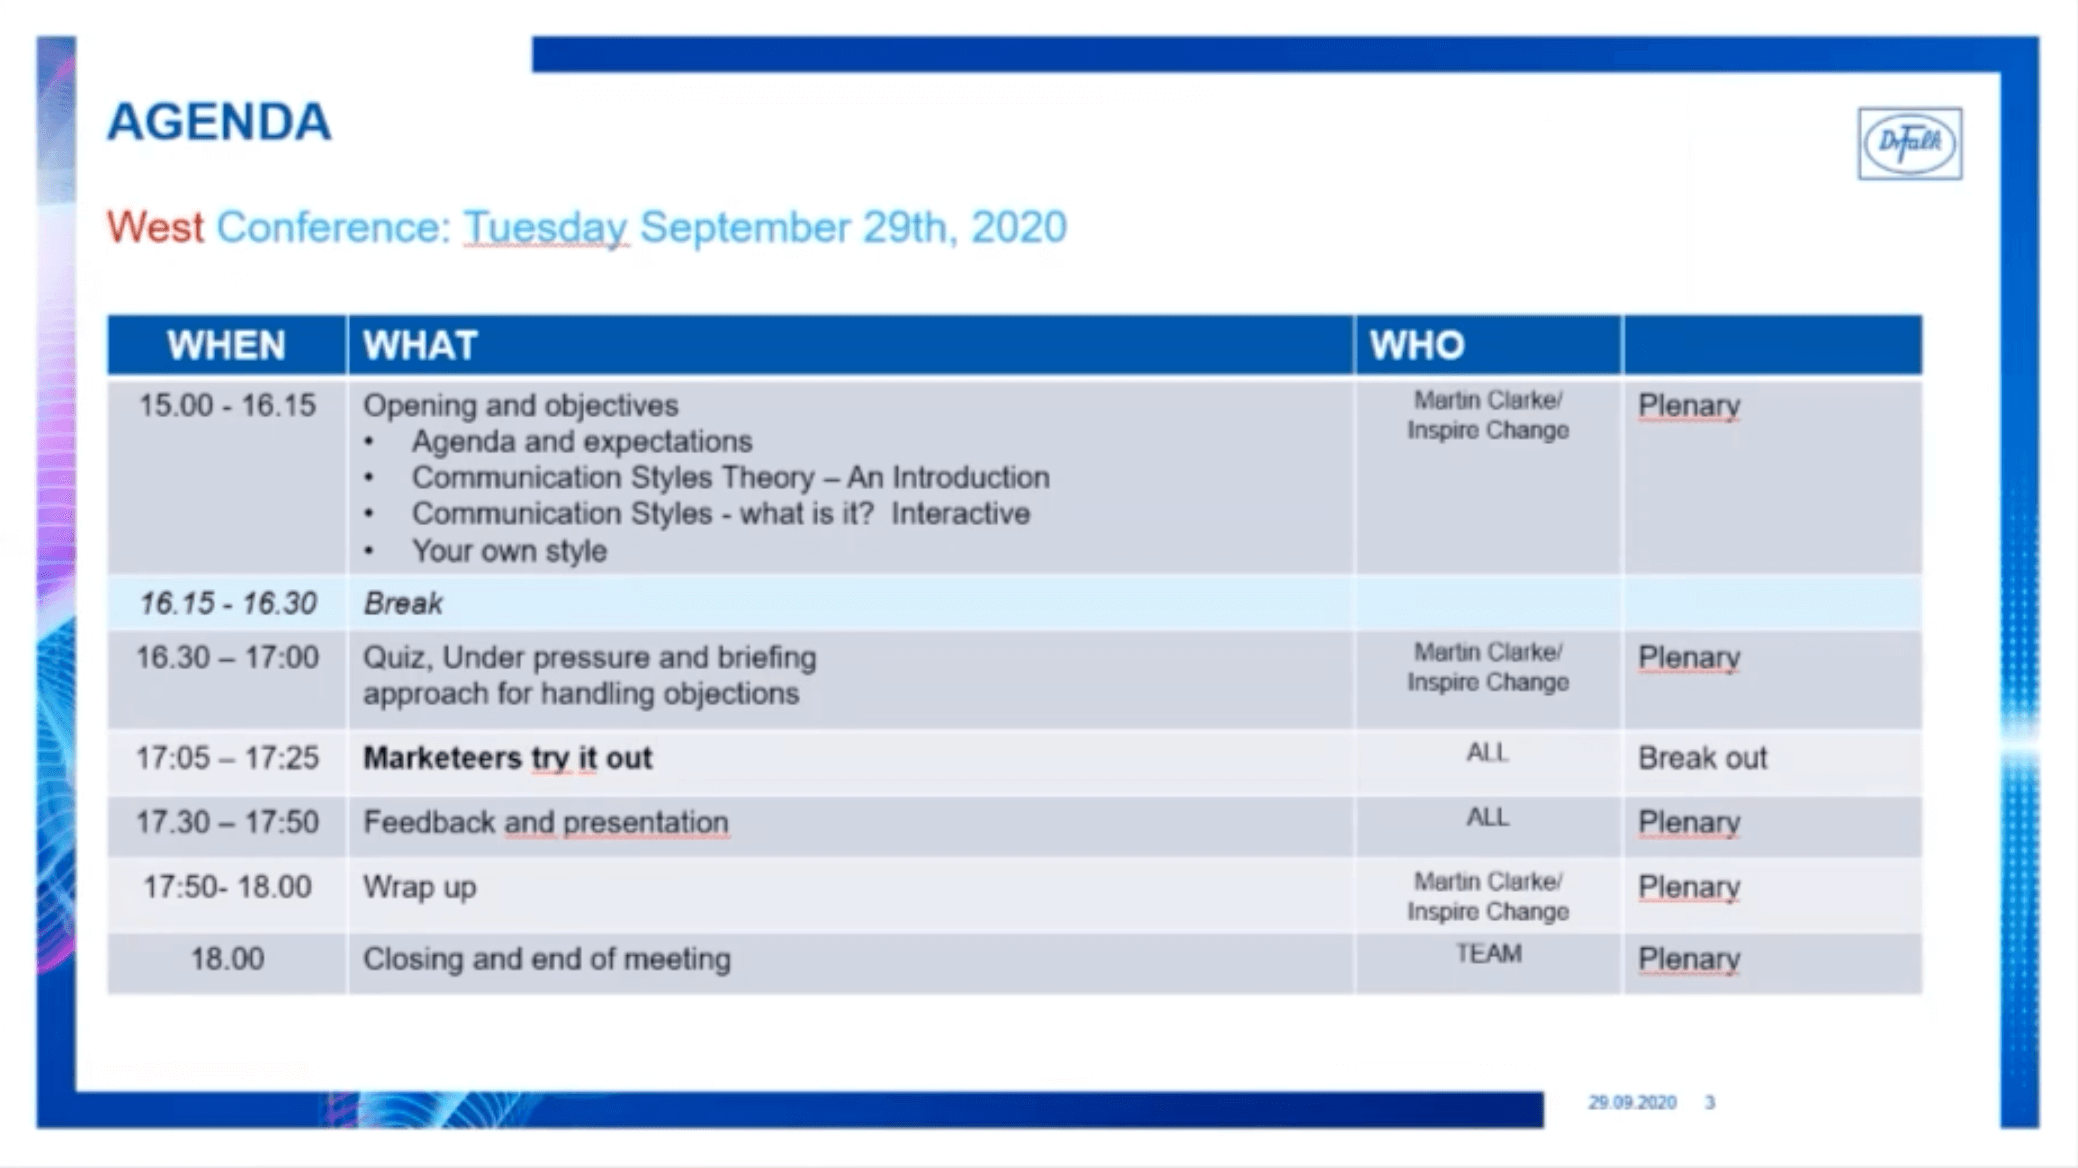 AGENDA
Dr Falk
West Conference: Tuesday September 29th, 2020
WHEN WHAT WHO
15.00 - 16.15 Opening and objectives Martin Clarke/ Plenary
Inspire Change
• Agenda and expectations
• Communication Styles Theory – An Introduction
• Communication Styles - what is it? Interactive
• Your own style
16.15 - 16.30 Break
16.30 – 17:00 Quiz, Under pressure and briefing Martin Clarke/ Plenary
approach for handling objections Inspire Change
17:05 – 17:25 Marketeers try it out ALL Break out
17.30 – 17:50 Feedback and presentation ALL Plenary
17:50- 18.00 Wrap up Martin Clarke/ Plenary
Inspire Change
18.00 Closing and end of meeting TEAM Plenary
29.09.2020 3